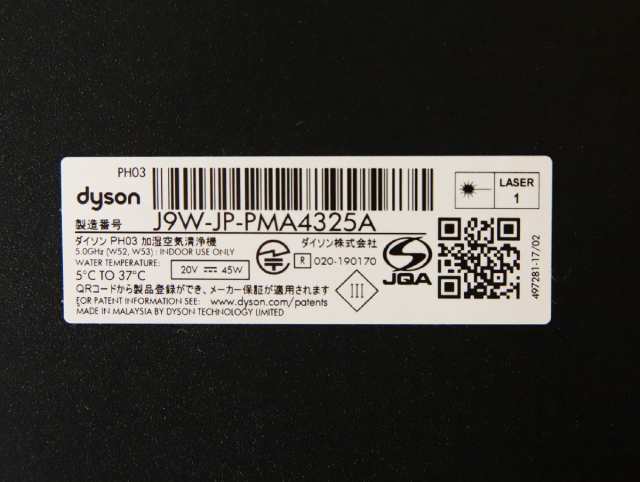 PH03
dyson
製造番号 J9W-JP-PMA4325A
LASER
1
ダイソン PH03 加湿空気清浄機
5.0GHz (W52, W53) : INDOOR USE ONLY
WATER TEMPERATURE:
5°C TO 37°C
20V 45W
ダイソン株式会社
R 020-190170
JQA
III
QRコードから製品登録ができ、メーカー保証が適用されます
FOR PATENT INFORMATION SEE: www.dyson.com/patents
MADE IN MALAYSIA BY DYSON TECHNOLOGY LIMITED
497281-17/02